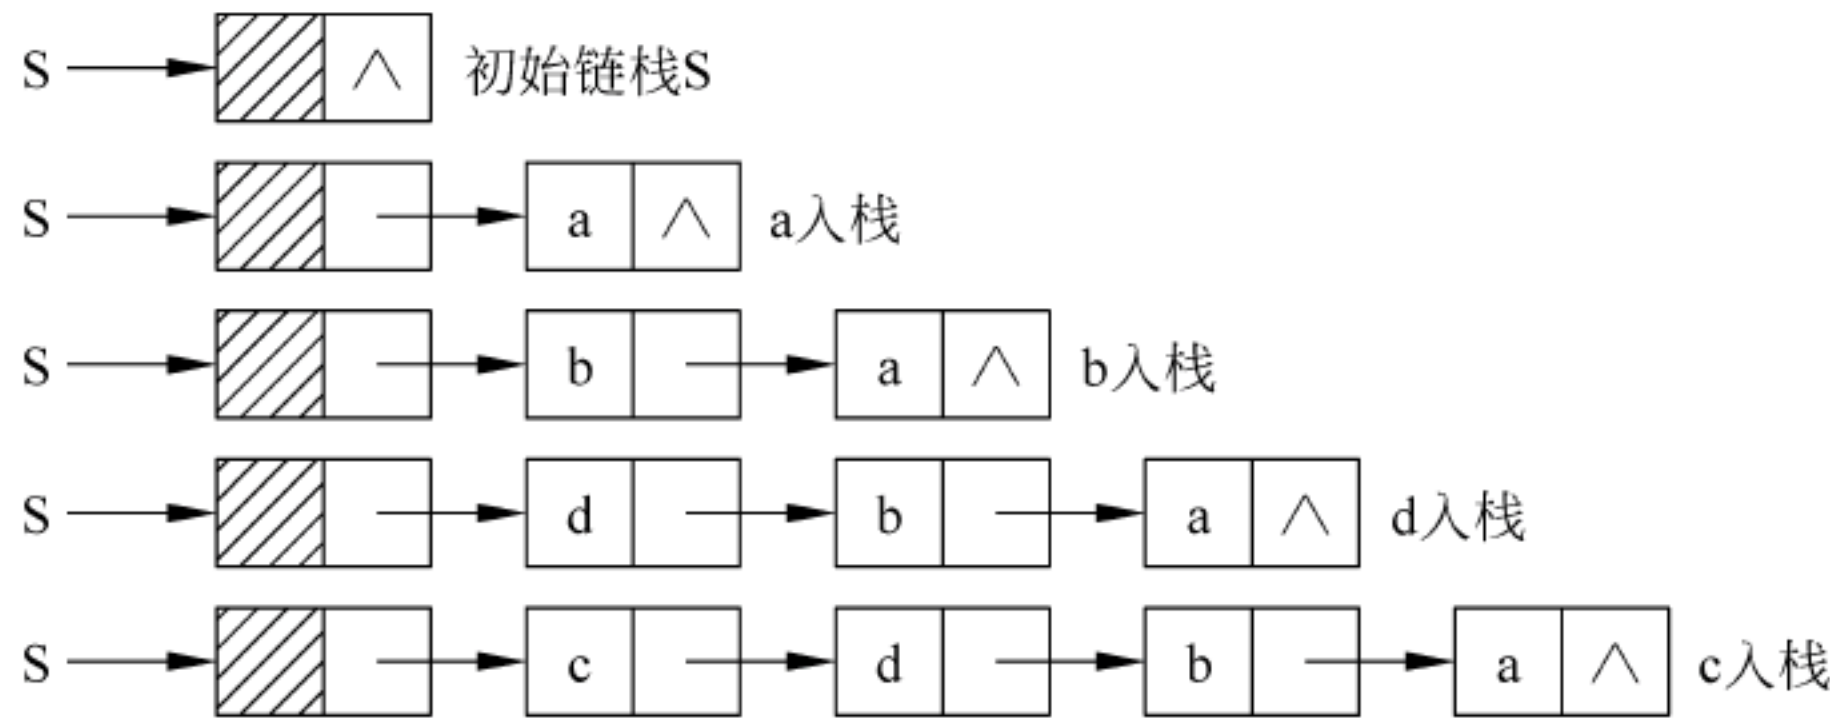 S ∧ 初始链栈S
S a ∧ a入栈
S b a ∧ b入栈
S d b a ∧ d入栈
S c d b a ∧ c入栈